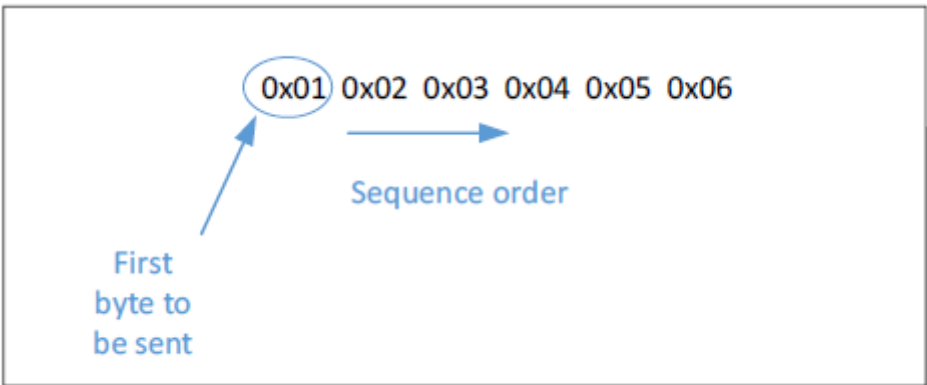 0x01 0x02 0x03 0x04 0x05 0x06
Sequence order
First
byte to
be sent